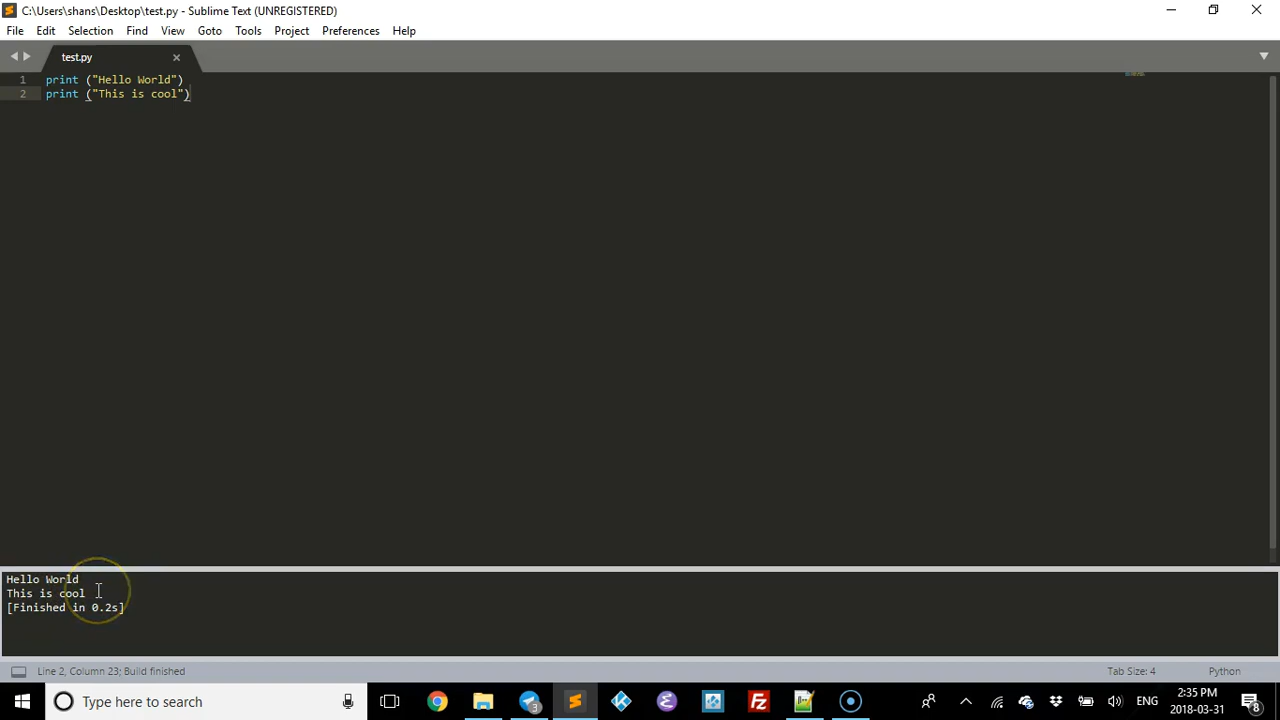 C:\Users\shans\Desktop\test.py - Sublime Text (UNREGISTERED)
File Edit Selection Find View Goto Tools Project Preferences Help
test.py
1 print ("Hello World")
2 print ("This is cool")
Hello World
This is cool
[Finished in 0.2s]
Line 2, Column 23; Build finished
Tab Size: 4
Python
Type here to search
3
ENG
2:35 PM
2018-03-31
8